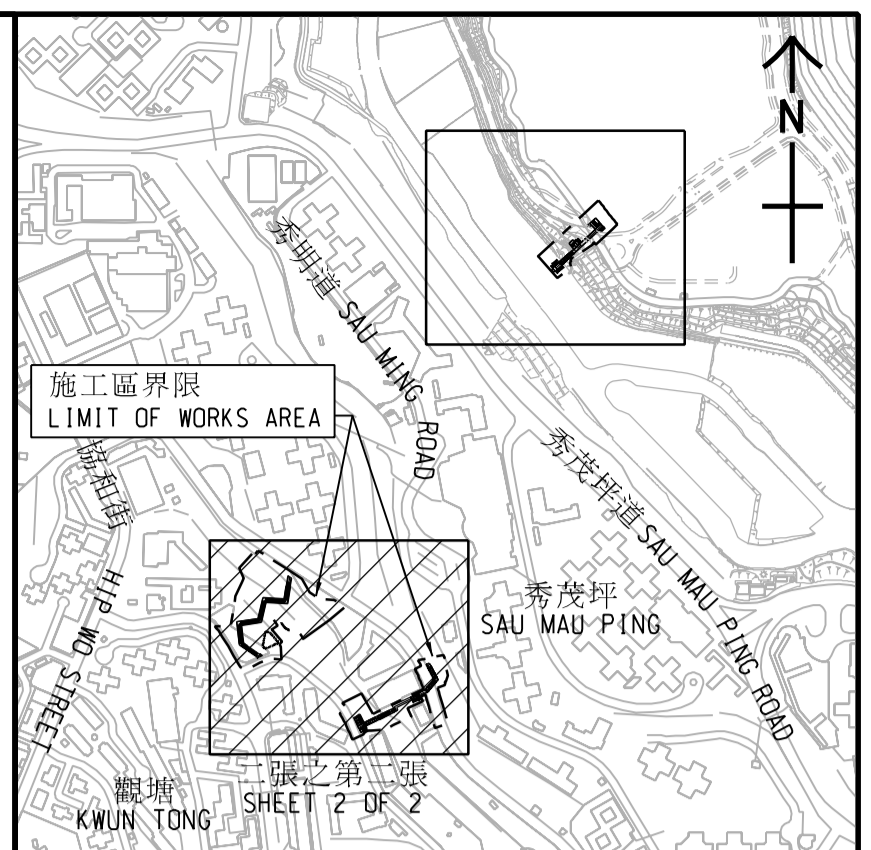 N
秀明道 SAU MING ROAD
施工區界限
LIMIT OF WORKS AREA
協和街 HIP WO STREET
秀茂坪道 SAU MAU PING ROAD
秀茂坪
SAU MAU PING
二張之第二張
SHEET 2 OF 2
觀塘
KWUN TONG